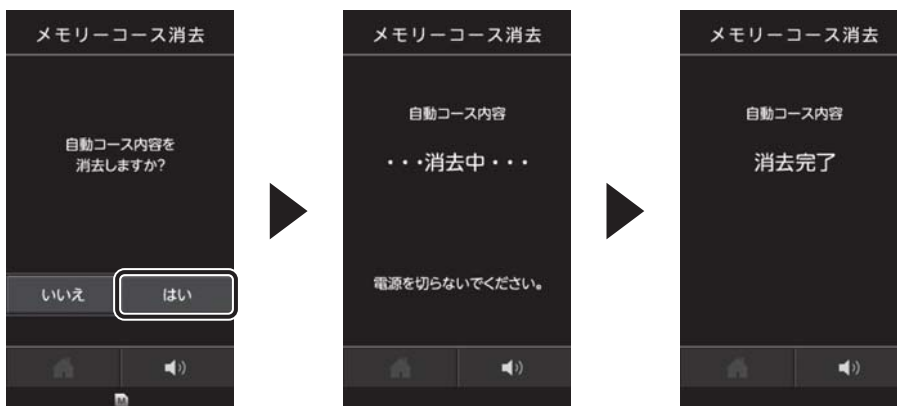 メモリーコース消去
自動コース内容を
消去しますか?
いいえ
はい
メモリーコース消去
自動コース内容
・・・消去中・・・
電源を切らないでください。
メモリーコース消去
自動コース内容
消去完了
M